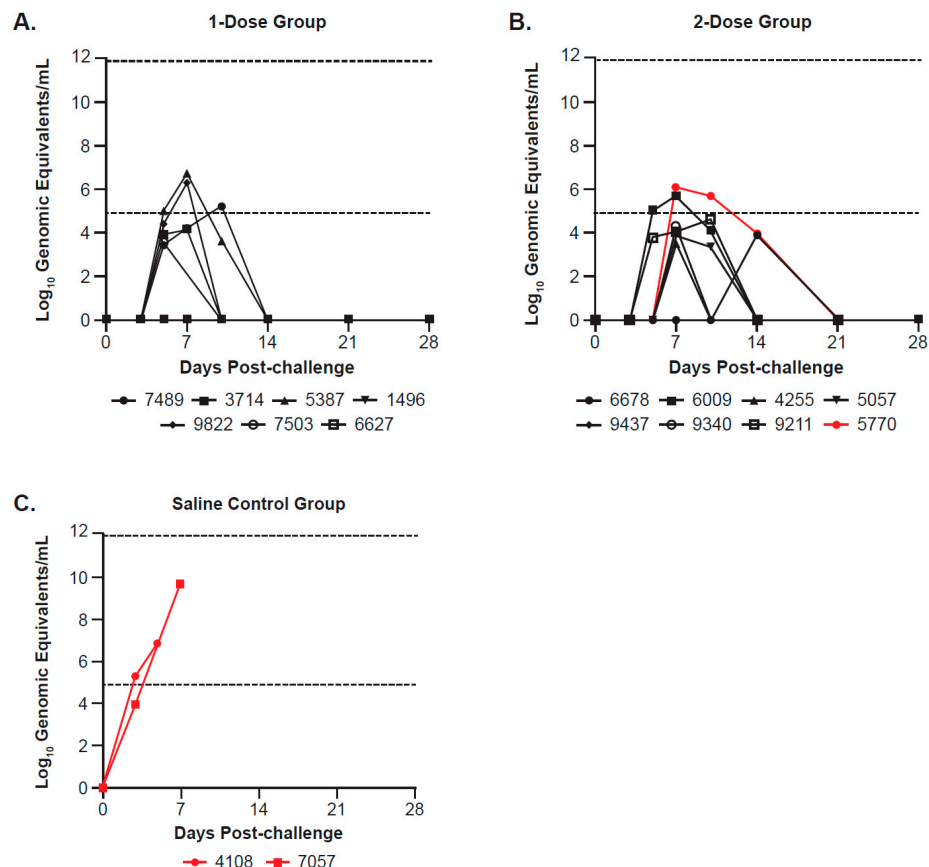 A.
1-Dose Group
Log10 Genomic Equivalents/mL
12
10
8
6
4
2
0
0 7 14 21 28
Days Post-challenge
7489 3714 5387 1496
9822 7503 6627
B.
2-Dose Group
Log10 Genomic Equivalents/mL
12
10
8
6
4
2
0
0 7 14 21 28
Days Post-challenge
6678 6009 4255 5057
9437 9340 9211 5770
C.
Saline Control Group
Log10 Genomic Equivalents/mL
12
10
8
6
4
2
0
0 7 14 21 28
Days Post-challenge
4108 7057